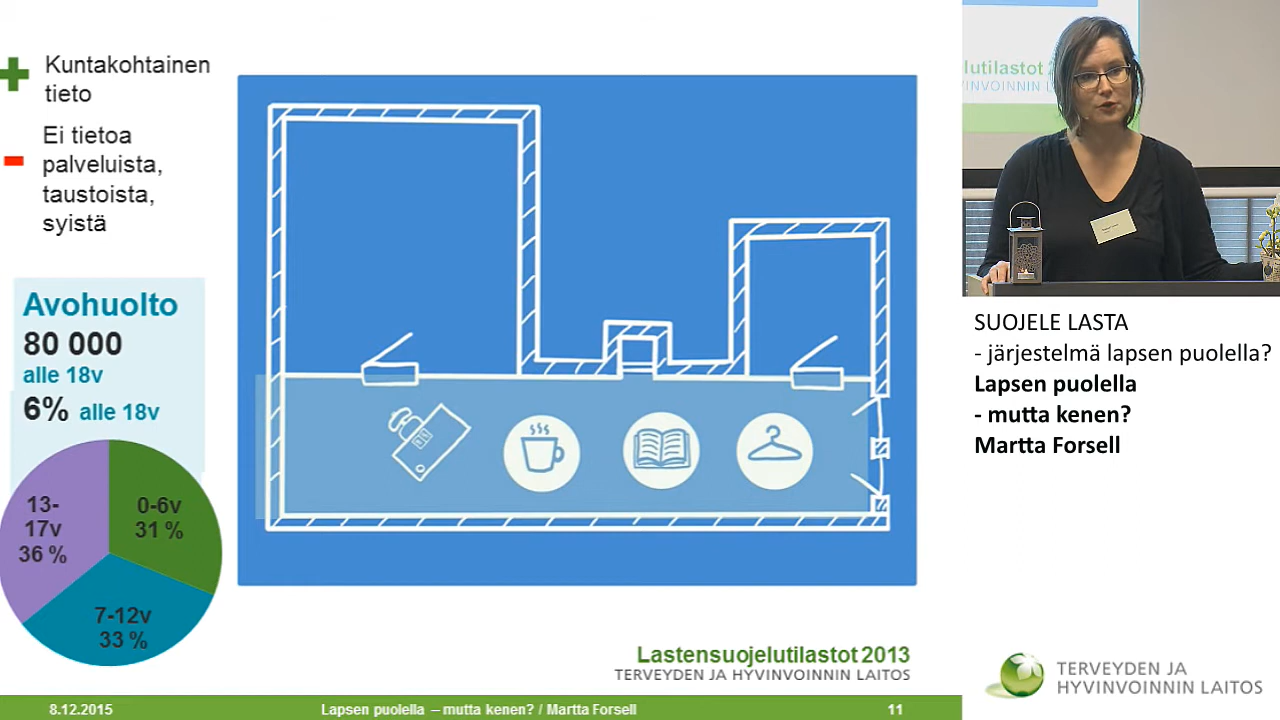 Kuntakohtainen
tieto
Ei tietoa
palveluista,
taustoista,
syistä
Avohuolto
80 000
alle 18v
6% alle 18v
13-
17v
36 %
0-6v
31 %
7-12v
33 %
Lastensuojelutilastot 2013
TERVEYDEN JA HYVINVOINNIN LAITOS
8.12.2015
Lapsen puolella – mutta kenen? / Martta Forsell
11
elutilastot 2
SUOJELE LASTA
- järjestelmä lapsen puolella?
Lapsen puolella
- mutta kenen?
Martta Forsell
TERVEYDEN JA
HYVINVOINNIN LAITOS